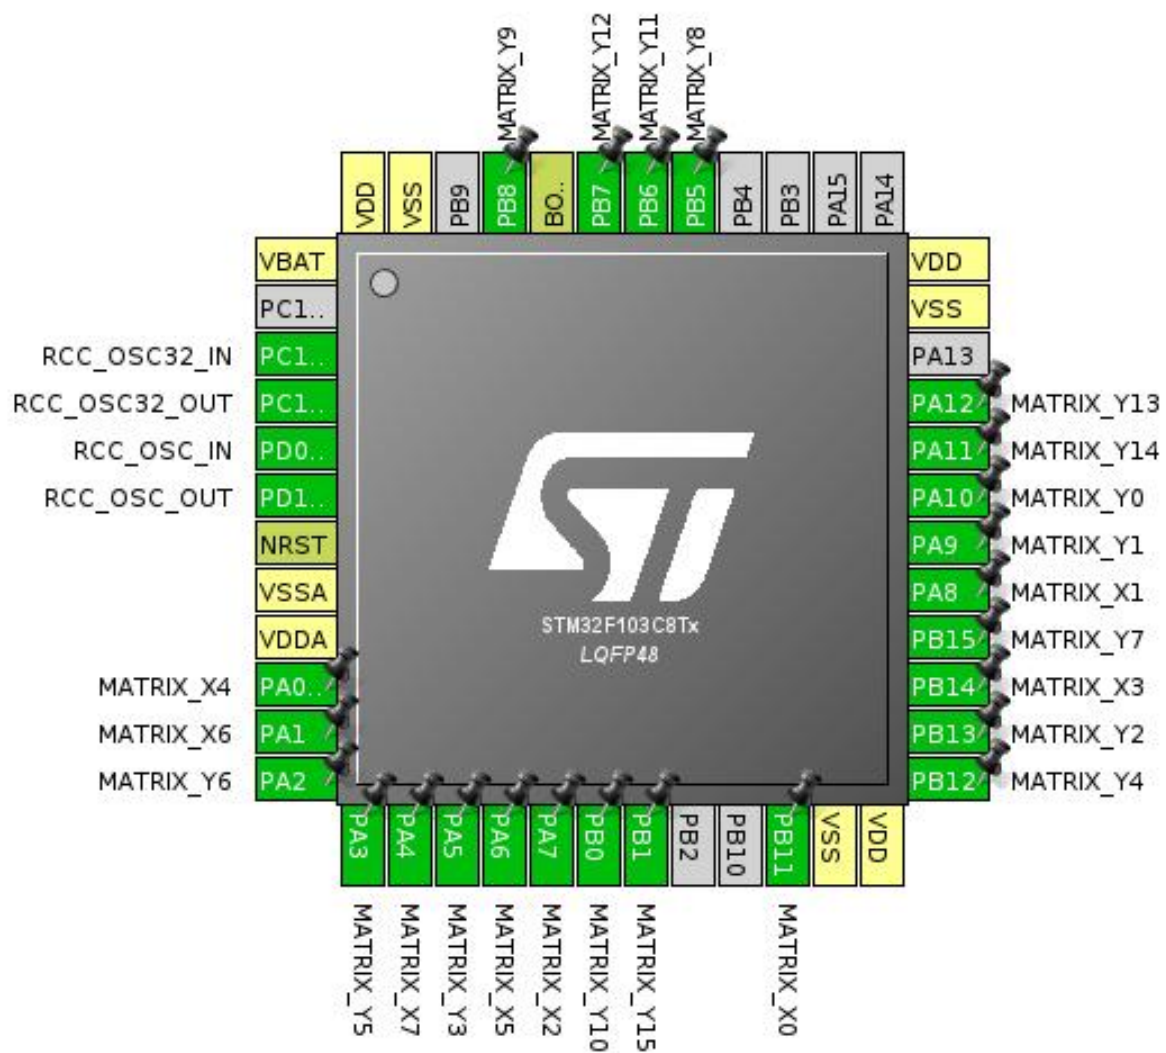 MATRIX_Y9
MATRIX_Y12
MATRIX_Y11
MATRIX_Y8
VDD
VSS
PB9
PB8
BO..
PB7
PB6
PB5
PB4
PB3
PA15
PA14
VBAT
PC1..
RCC_OSC32_IN PC1..
RCC_OSC32_OUT PC1..
RCC_OSC_IN PD0..
RCC_OSC_OUT PD1..
NRST
VSSA
VDDA
MATRIX_X4 PA0..
MATRIX_X6 PA1
MATRIX_Y6 PA2
ST
STM32F103C8Tx
LQFP48
VDD
VSS
PA13
PA12 MATRIX_Y13
PA11 MATRIX_Y14
PA10 MATRIX_Y0
PA9 MATRIX_Y1
PA8 MATRIX_X1
PB15 MATRIX_Y7
PB14 MATRIX_X3
PB13 MATRIX_Y2
PB12 MATRIX_Y4
PA3
PA4
PA5
PA6
PA7
PB0
PB1
PB2
PB10
PB11
VSS
VDD
MATRIX_Y5
MATRIX_X7
MATRIX_Y3
MATRIX_X5
MATRIX_X2
MATRIX_Y10
MATRIX_Y15
MATRIX_X0